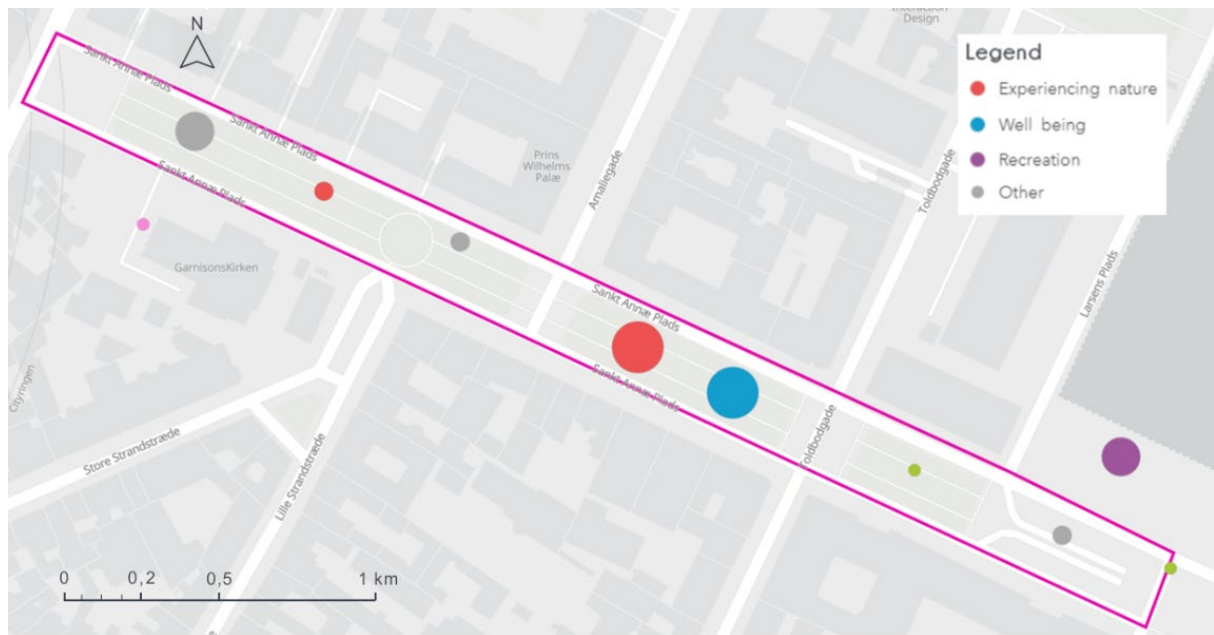 Interaction
Design
N
Legend
Experiencing nature
Well being
Recreation
Other
Sankt Annæ Plads
Sankt Annæ Plads
Sankt Annæ Plads
Prins
Wilhelms
Palæ
Amaliegade
Toldbodgade
Larsens Plads
GarnisonsKirken
Sankt Annæ Plads
Sankt Annæ Plads
Cityringen
Store Strandstræde
Lille Strandstræde
Toldbodgade
0 0,2 0,5 1 km